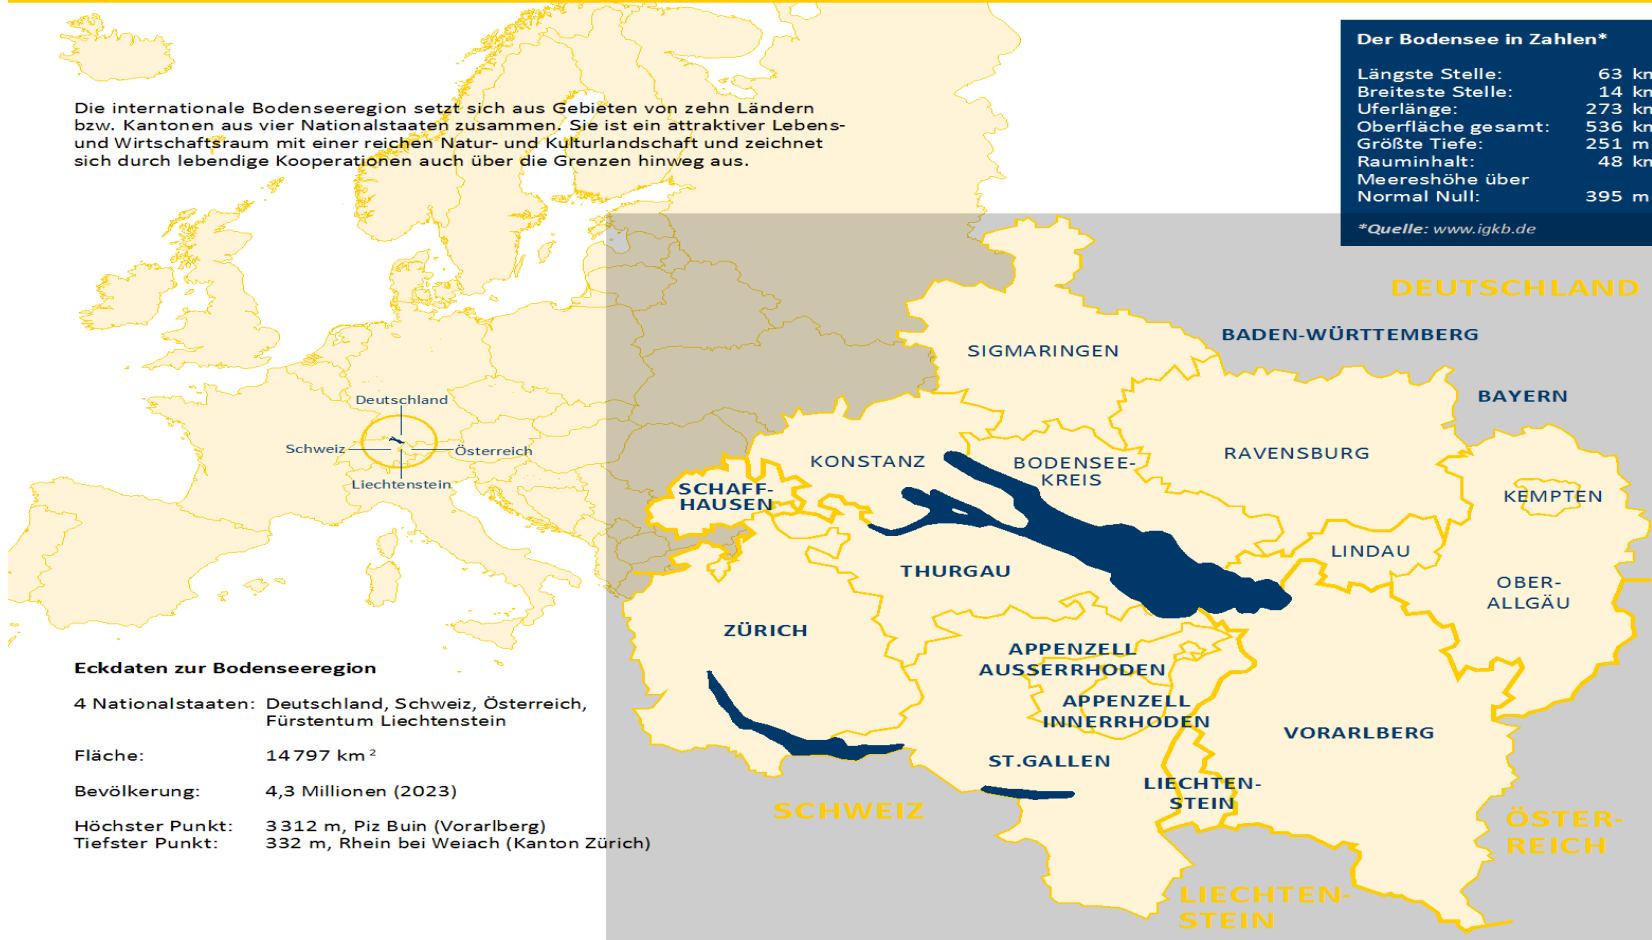 Die internationale Bodenseeregion setzt sich aus Gebieten von zehn Ländern
bzw. Kantonen aus vier Nationalstaaten zusammen. Sie ist ein attraktiver Lebens-
und Wirtschaftsraum mit einer reichen Natur- und Kulturlandschaft und zeichnet
sich durch lebendige Kooperationen auch über die Grenzen hinweg aus.
Der Bodensee in Zahlen*
Längste Stelle: 63 km
Breiteste Stelle: 14 km
Uferlänge: 273 km
Oberfläche gesamt: 536 km
Größte Tiefe: 251 m
Rauminhalt: 48 km
Meereshöhe über
Normal Null: 395 m
*Quelle: www.igkb.de
DEUTSCHLAND
BADEN-WÜRTTEMBERG
BAYERN
SIGMARINGEN
Deutschland
Schweiz
Österreich
Liechtenstein
KONSTANZ
BODENSEE-
KREIS
RAVENSBURG
SCHAFF-
HAUSEN
KEMPTEN
LINDAU
THURGAU
OBER-
ALLGÄU
ZÜRICH
APPENZELL
AUSSERRHODEN
APPENZELL
INNERRHODEN
VORARLBERG
ST.GALLEN
LIECHTEN-
STEIN
SCHWEIZ
ÖSTER-
REICH
LIECHTEN-
STEIN
Eckdaten zur Bodenseeregion
4 Nationalstaaten: Deutschland, Schweiz, Österreich,
Fürstentum Liechtenstein
Fläche: 14797 km²
Bevölkerung: 4,3 Millionen (2023)
Höchster Punkt: 3312 m, Piz Buin (Vorarlberg)
Tiefster Punkt: 332 m, Rhein bei Weiach (Kanton Zürich)